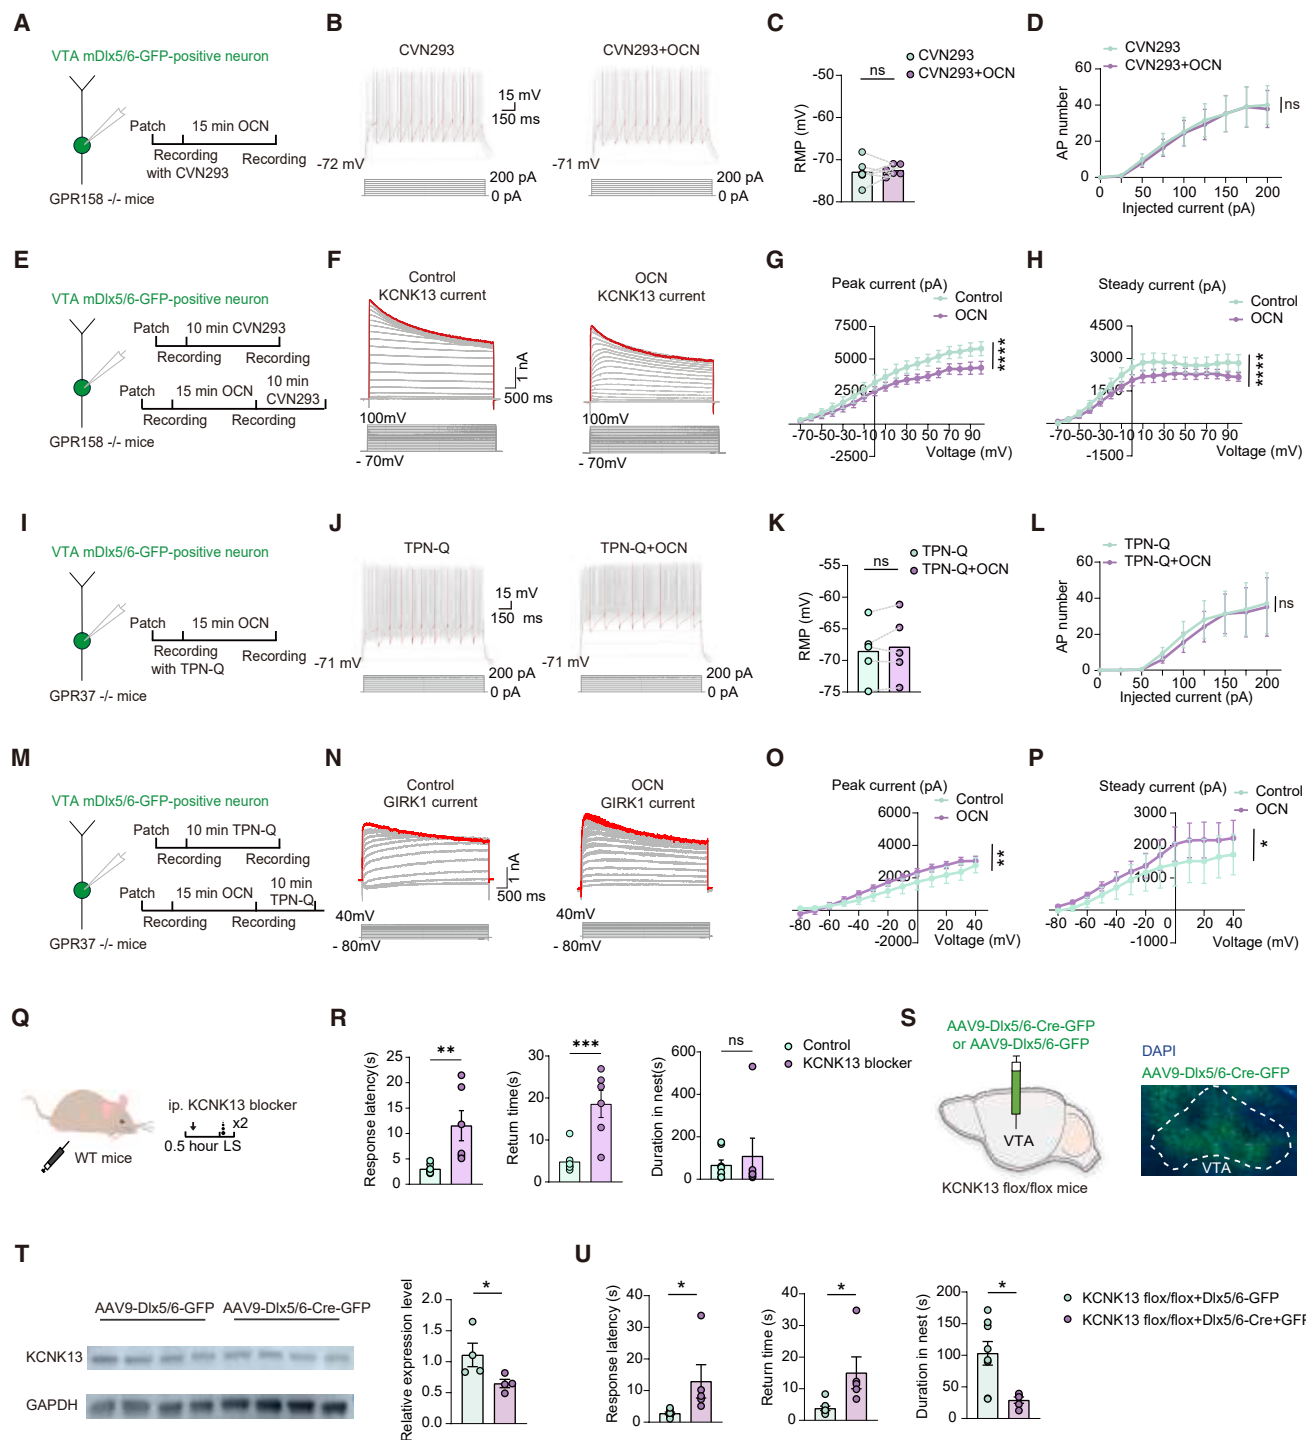 A
VTA mDlx5/6-GFP-positive neuron
Patch 15 min OCN
Recording with CVN293
Recording
GPR158 -/- mice
B
CVN293
CVN293+OCN
15 mV
150 ms
-72 mV
-71 mV
200 pA
0 pA
200 pA
0 pA
C
CVN293
CVN293+OCN
ns
RMP (mV)
-50
-60
-70
-80
D
CVN293
CVN293+OCN
AP number
60
40
20
0
ns
0 50 100 150 200
Injected current (pA)
E
VTA mDlx5/6-GFP-positive neuron
Patch 10 min CVN293
Recording Recording
Patch 15 min OCN 10 min CVN293
Recording Recording
GPR158 -/- mice
F
Control
KCNK13 current
OCN
KCNK13 current
1 nA
500 ms
100mV
- 70mV
100mV
- 70mV
G
Peak current (pA)
Control
OCN
7500
5000
2500
-2500
****
-70 -50 -30 -10 10 30 50 70 90
Voltage (mV)
H
Steady current (pA)
Control
OCN
4500
3000
1500
-1500
****
-70 -50 -30 -10 10 30 50 70 90
Voltage (mV)
I
VTA mDlx5/6-GFP-positive neuron
Patch 15 min OCN
Recording with TPN-Q
Recording
GPR37 -/- mice
J
TPN-Q
TPN-Q+OCN
15 mV
150 ms
-71 mV
-71 mV
200 pA
0 pA
200 pA
0 pA
K
TPN-Q
TPN-Q+OCN
ns
RMP (mV)
-55
-60
-65
-70
-75
L
TPN-Q
TPN-Q+OCN
AP number
60
40
20
0
ns
0 50 100 150 200
Injected current (pA)
M
VTA mDlx5/6-GFP-positive neuron
Patch 10 min TPN-Q
Recording Recording
Patch 15 min OCN 10 min TPN-Q
Recording Recording
GPR37 -/- mice
N
Control
GIRK1 current
OCN
GIRK1 current
1 nA
500 ms
40mV
- 80mV
40mV
- 80mV
O
Peak current (pA)
Control
OCN
6000
4000
2000
-2000
**
-80 -60 -40 -20 0 20 40
Voltage (mV)
P
Steady current (pA)
Control
OCN
3000
2000
1000
-1000
*
-80 -60 -40 -20 0 20 40
Voltage (mV)
Q
ip. KCNK13 blocker
x2
0.5 hour LS
WT mice
R
Control
KCNK13 blocker
Response latency(s)
25
20
15
10
5
0
**
Return time(s)
30
20
10
0
***
Duration in nest(s)
600
400
200
0
ns
S
AAV9-Dlx5/6-Cre-GFP
or AAV9-Dlx5/6-GFP
VTA
KCNK13 flox/flox mice
DAPI
AAV9-Dlx5/6-Cre-GFP
VTA
T
AAV9-Dlx5/6-GFP AAV9-Dlx5/6-Cre-GFP
KCNK13
GAPDH
Relative expression level
2.0
1.5
1.0
0.5
0.0
*
U
Response latency (s)
40
30
20
10
0
*
Return time (s)
40
30
20
10
0
*
Duration in nest (s)
200
150
100
50
0
*
KCNK13 flox/flox+Dlx5/6-GFP
KCNK13 flox/flox+Dlx5/6-Cre+GFP